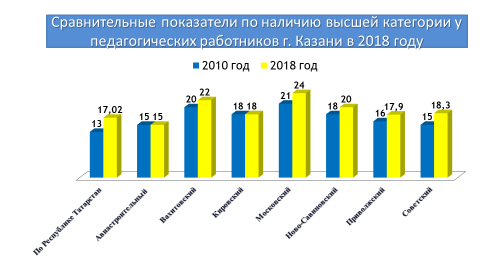 Сравнительные показатели по наличию высшей категории у
педагогических работников г. Казани в 2018 году
2010 год 2018 год
13 17,02 15 15 20 22 18 18 21 24 18 20 16 17,9 15 18,3
По Республике Татарстан
Авиастроительный
Вахитовский
Кировский
Московский
Ново-Савиновский
Приволжский
Советский